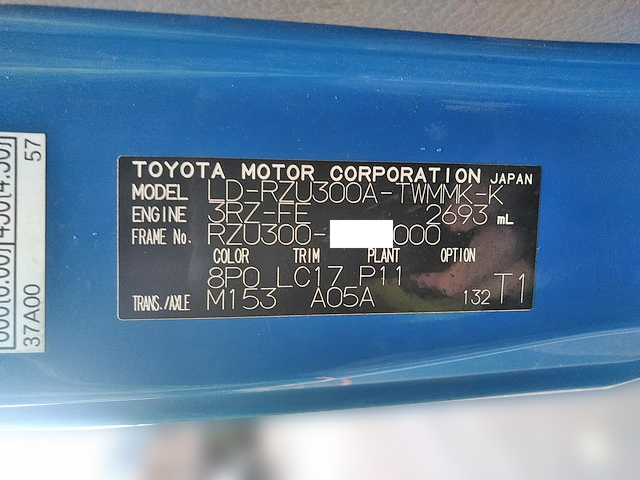 TOYOTA MOTOR CORPORATION JAPAN
MODEL LD-RZU300A-TWMMK-K
ENGINE 3RZ-FE 2693 mL
FRAME No. RZU300- 000
COLOR TRIM PLANT OPTION
8P0 LC17 P11
TRANS./AXLE M153 A05A 132 T1
37A00 57